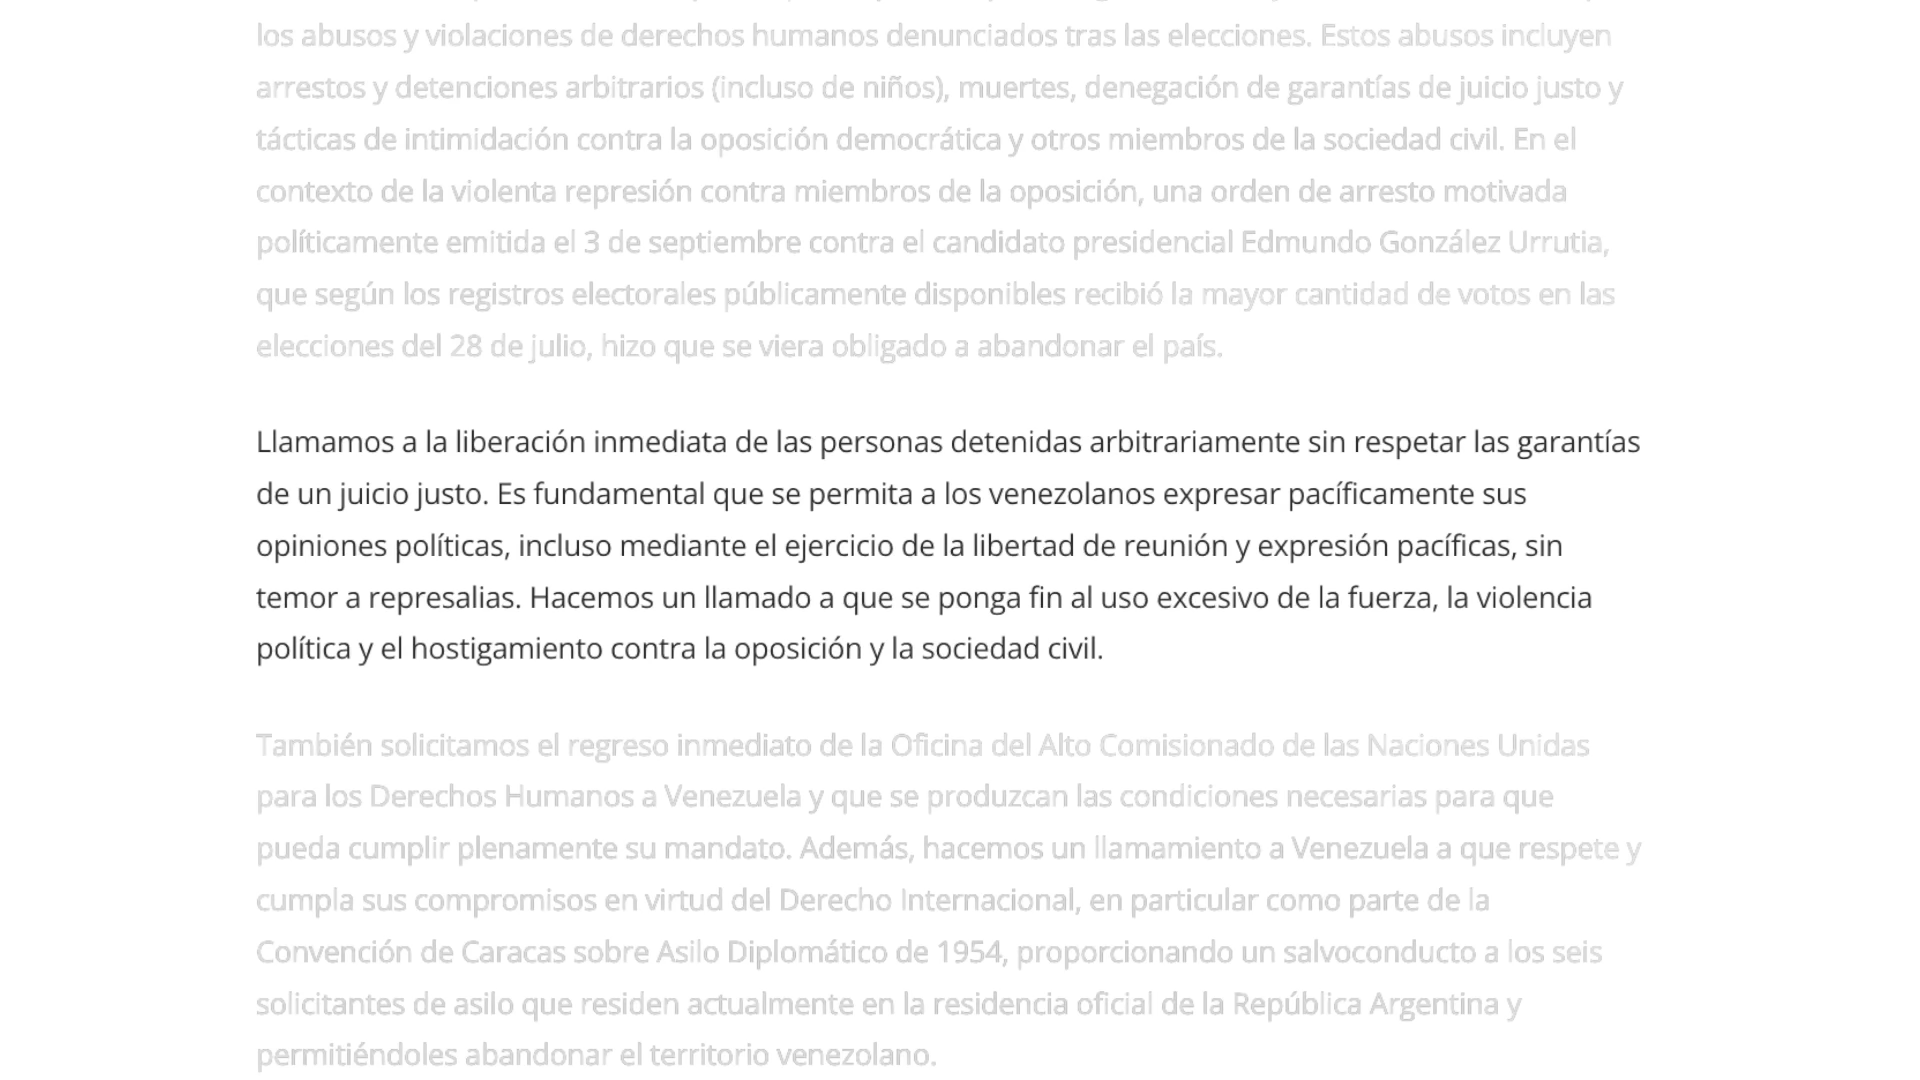 los abusos y violaciones de derechos humanos denunciados tras las elecciones. Estos abusos incluyen
arrestos y detenciones arbitrarios (incluso de niños), muertes, denegación de garantías de juicio justo y
tácticas de intimidación contra la oposición democrática y otros miembros de la sociedad civil. En el
contexto de la violenta represión contra miembros de la oposición, una orden de arresto motivada
políticamente emitida el 3 de septiembre contra el candidato presidencial Edmundo González Urrutia,
que según los registros electorales públicamente disponibles recibió la mayor cantidad de votos en las
elecciones del 28 de julio, hizo que se viera obligado a abandonar el país.
Llamamos a la liberación inmediata de las personas detenidas arbitrariamente sin respetar las garantías
de un juicio justo. Es fundamental que se permita a los venezolanos expresar pacíficamente sus
opiniones políticas, incluso mediante el ejercicio de la libertad de reunión y expresión pacíficas, sin
temor a represalias. Hacemos un llamado a que se ponga fin al uso excesivo de la fuerza, la violencia
política y el hostigamiento contra la oposición y la sociedad civil.
También solicitamos el regreso inmediato de la Oficina del Alto Comisionado de las Naciones Unidas
para los Derechos Humanos a Venezuela y que se produzcan las condiciones necesarias para que
pueda cumplir plenamente su mandato. Además, hacemos un llamamiento a Venezuela a que respete y
cumpla sus compromisos en virtud del Derecho Internacional, en particular como parte de la
Convención de Caracas sobre Asilo Diplomático de 1954, proporcionando un salvoconducto a los seis
solicitantes de asilo que residen actualmente en la residencia oficial de la República Argentina y
permitiéndoles abandonar el territorio venezolano.